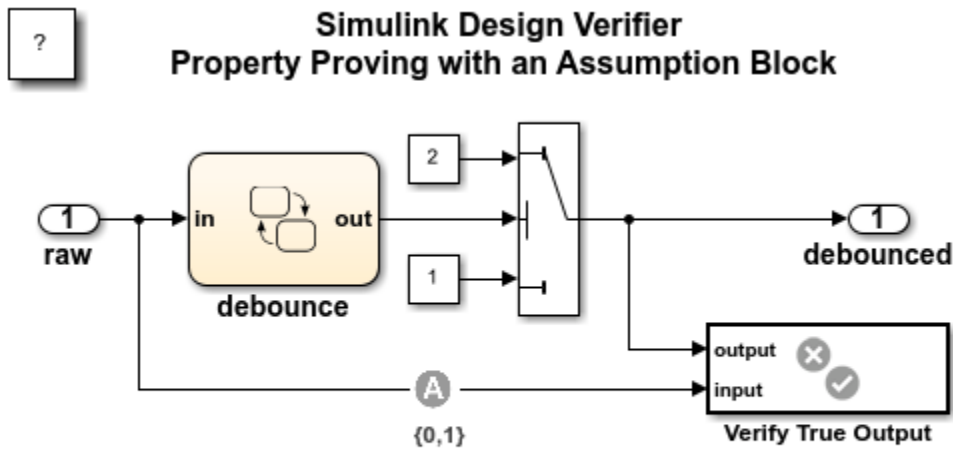 ?
Simulink Design Verifier
Property Proving with an Assumption Block
2
1
raw
in
out
debounce
1
1
debounced
output
input
A
{0,1}
Verify True Output